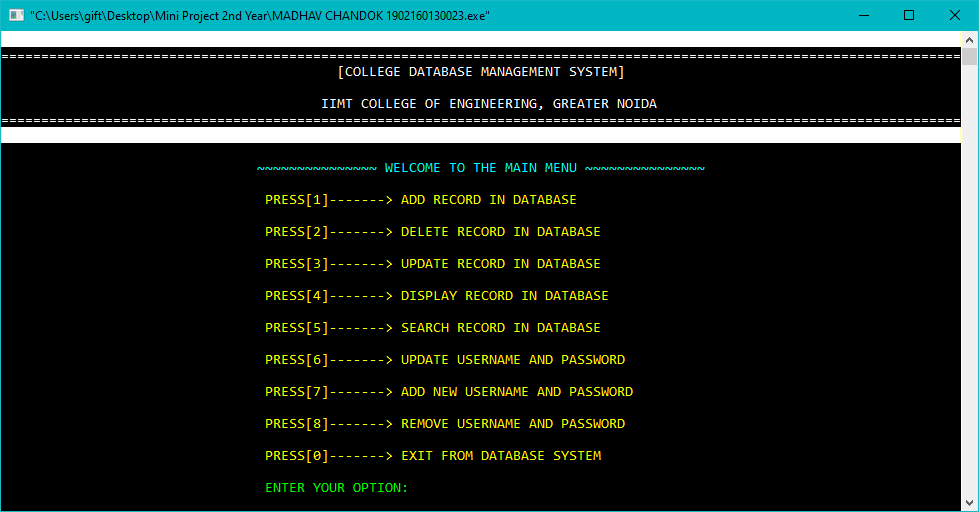 "C:\Users\gift\Desktop\Mini Project 2nd Year\MADHAV CHANDOK 1902160130023.exe"
[COLLEGE DATABASE MANAGEMENT SYSTEM]
IIMT COLLEGE OF ENGINEERING, GREATER NOIDA
~~~~~~~~~~~~~~~ WELCOME TO THE MAIN MENU ~~~~~~~~~~~~~~~
PRESS[1]-------> ADD RECORD IN DATABASE
PRESS[2]-------> DELETE RECORD IN DATABASE
PRESS[3]-------> UPDATE RECORD IN DATABASE
PRESS[4]-------> DISPLAY RECORD IN DATABASE
PRESS[5]-------> SEARCH RECORD IN DATABASE
PRESS[6]-------> UPDATE USERNAME AND PASSWORD
PRESS[7]-------> ADD NEW USERNAME AND PASSWORD
PRESS[8]-------> REMOVE USERNAME AND PASSWORD
PRESS[0]-------> EXIT FROM DATABASE SYSTEM
ENTER YOUR OPTION: